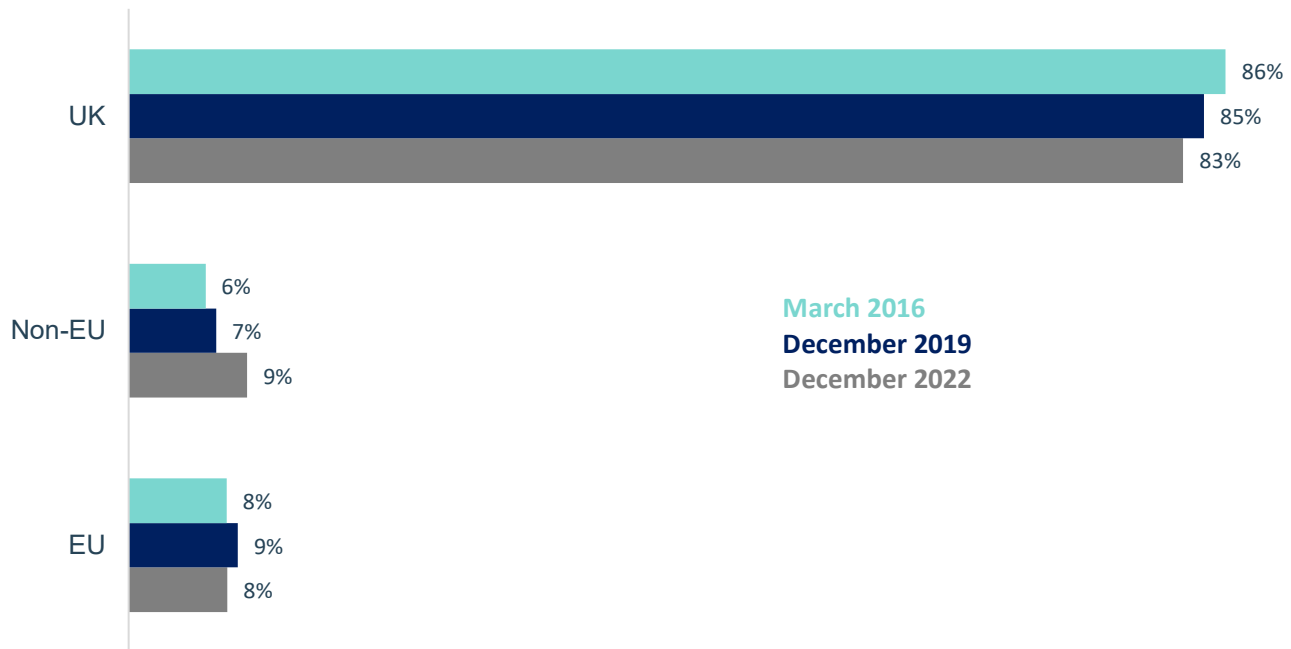 86%
UK
85%
83%
6%
Non-EU
7%
9%
March 2016
December 2019
December 2022
8%
EU
9%
8%